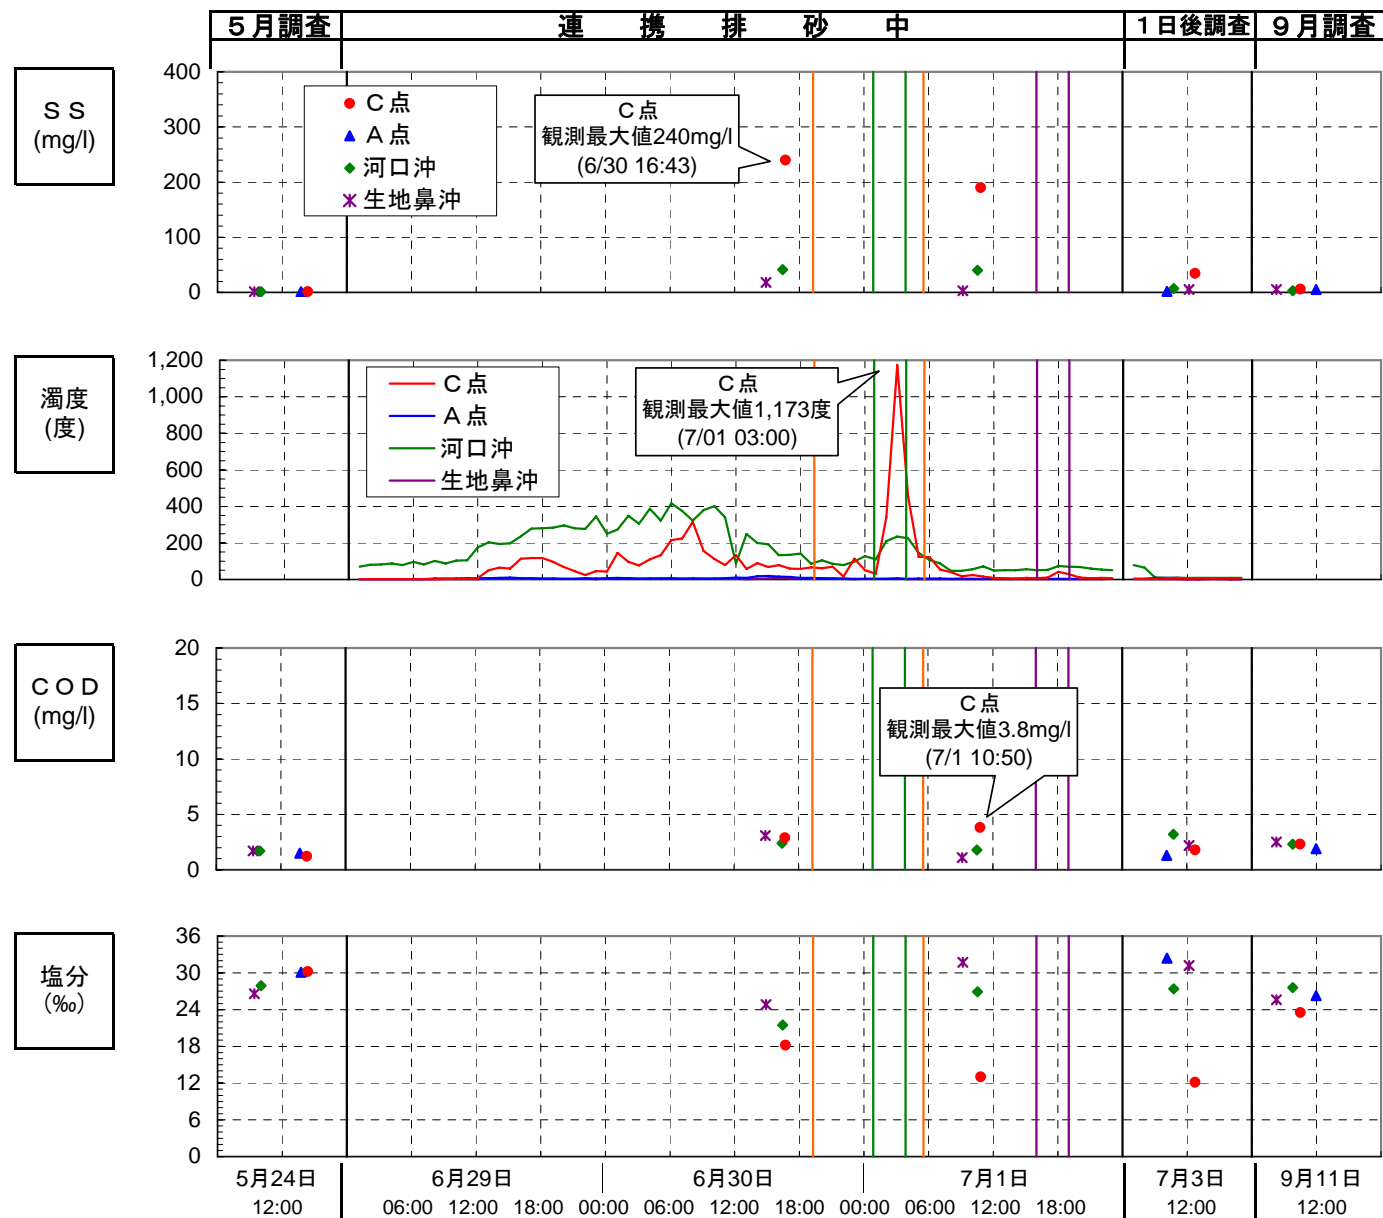 ５月調査 連携排砂中 １日後調査 ９月調査
ＳＳ
(mg/l)
400
300
200
100
0
Ｃ点
Ａ点
河口沖
生地鼻沖
Ｃ点
観測最大値240mg/l
(6/30 16:43)
濁度
(度)
1,200
1,000
800
600
400
200
0
Ｃ点
Ａ点
河口沖
生地鼻沖
Ｃ点
観測最大値1,173度
(7/01 03:00)
ＣＯＤ
(mg/l)
20
15
10
5
0
Ｃ点
観測最大値3.8mg/l
(7/1 10:50)
塩分
(‰)
36
30
24
18
12
6
0
5月24日 6月29日 6月30日 7月1日 7月3日 9月11日
12:00 06:00 12:00 18:00 00:00 06:00 12:00 18:00 00:00 06:00 12:00 18:00 12:00 12:00